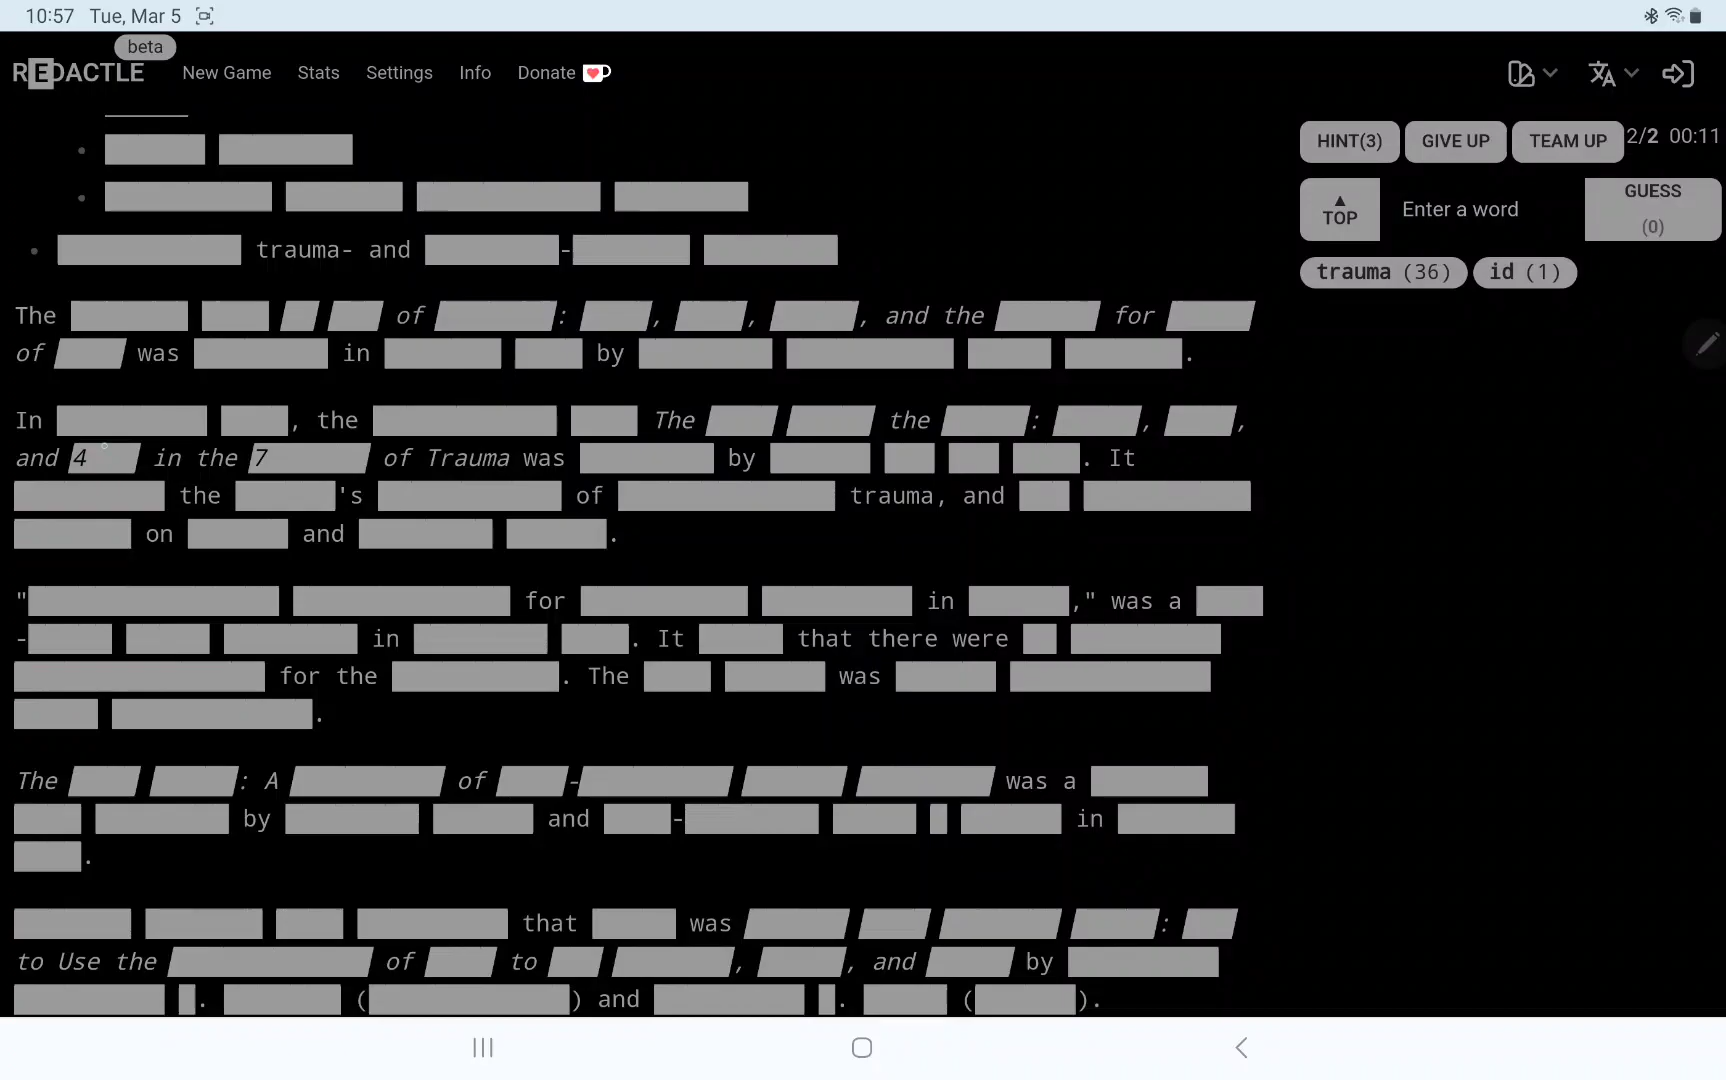 10:57 Tue, Mar 5
beta
REDACTLE New Game Stats Settings Info Donate
HINT(3) GIVE UP TEAM UP 2/2 00:11
▲
TOP Enter a word GUESS
(0)
trauma (36) id (1)
trauma- and -
The of : , , , and the for
of was in by .
In , the The the : , ,
and 4 in the 7 of Trauma was by . It
the 's of trauma, and
on and .
" for in ," was a
- in . It that there were
for the . The was
.
The : A of - was a
by and - in
.
that was :
to Use the of to , , and by
. ( ) and . ( ).